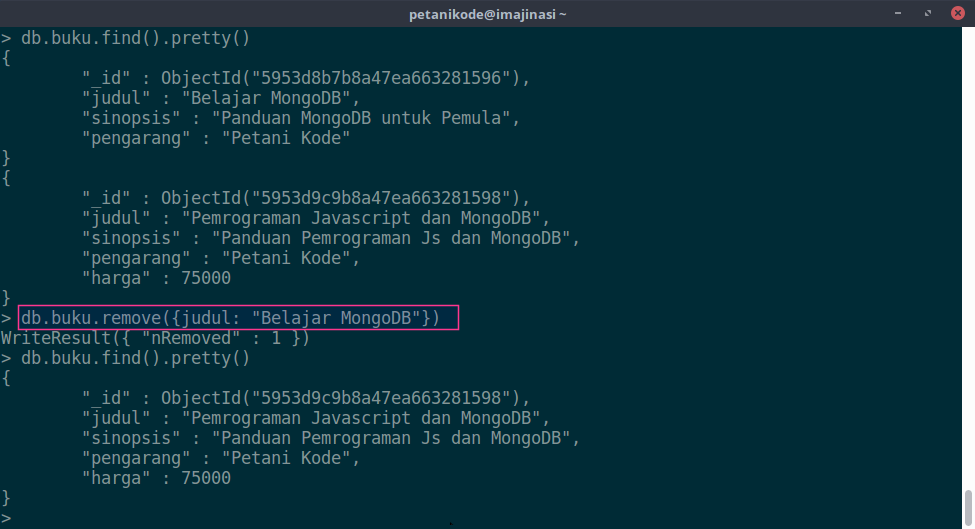 petanikode@imajinasi ~
> db.buku.find().pretty()
{
        "_id" : ObjectId("5953d8b7b8a47ea663281596"),
        "judul" : "Belajar MongoDB",
        "sinopsis" : "Panduan MongoDB untuk Pemula",
        "pengarang" : "Petani Kode"
}
{
        "_id" : ObjectId("5953d9c9b8a47ea663281598"),
        "judul" : "Pemrograman Javascript dan MongoDB",
        "sinopsis" : "Panduan Pemrograman Js dan MongoDB",
        "pengarang" : "Petani Kode",
        "harga" : 75000
}
> db.buku.remove({judul: "Belajar MongoDB"})
WriteResult({ "nRemoved" : 1 })
> db.buku.find().pretty()
{
        "_id" : ObjectId("5953d9c9b8a47ea663281598"),
        "judul" : "Pemrograman Javascript dan MongoDB",
        "sinopsis" : "Panduan Pemrograman Js dan MongoDB",
        "pengarang" : "Petani Kode",
        "harga" : 75000
}
>